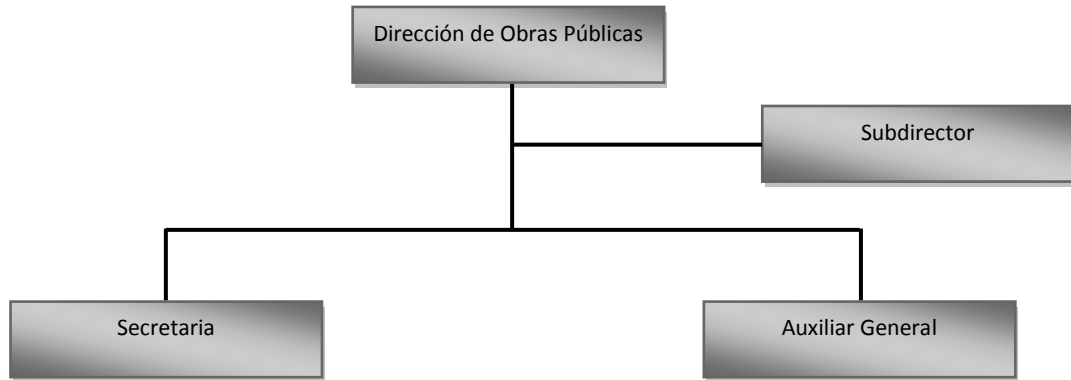 Dirección de Obras Públicas
Subdirector
Secretaria
Auxiliar General